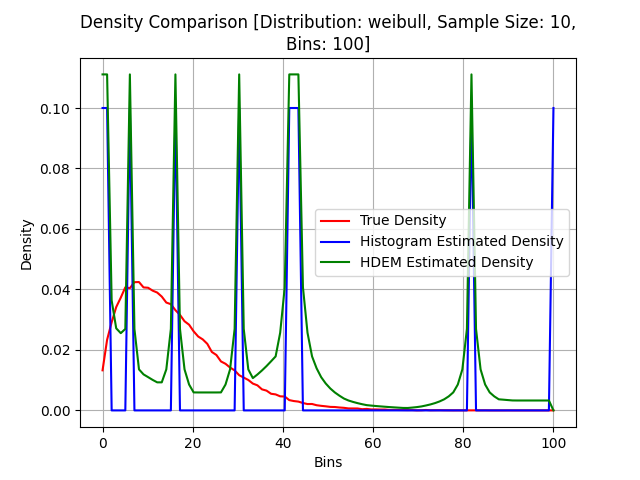 Density Comparison [Distribution: weibull, Sample Size: 10,
Bins: 100]
Density
0.10
0.08
0.06
0.04
0.02
0.00
True Density
Histogram Estimated Density
HDEM Estimated Density
0 20 40 60 80 100
Bins